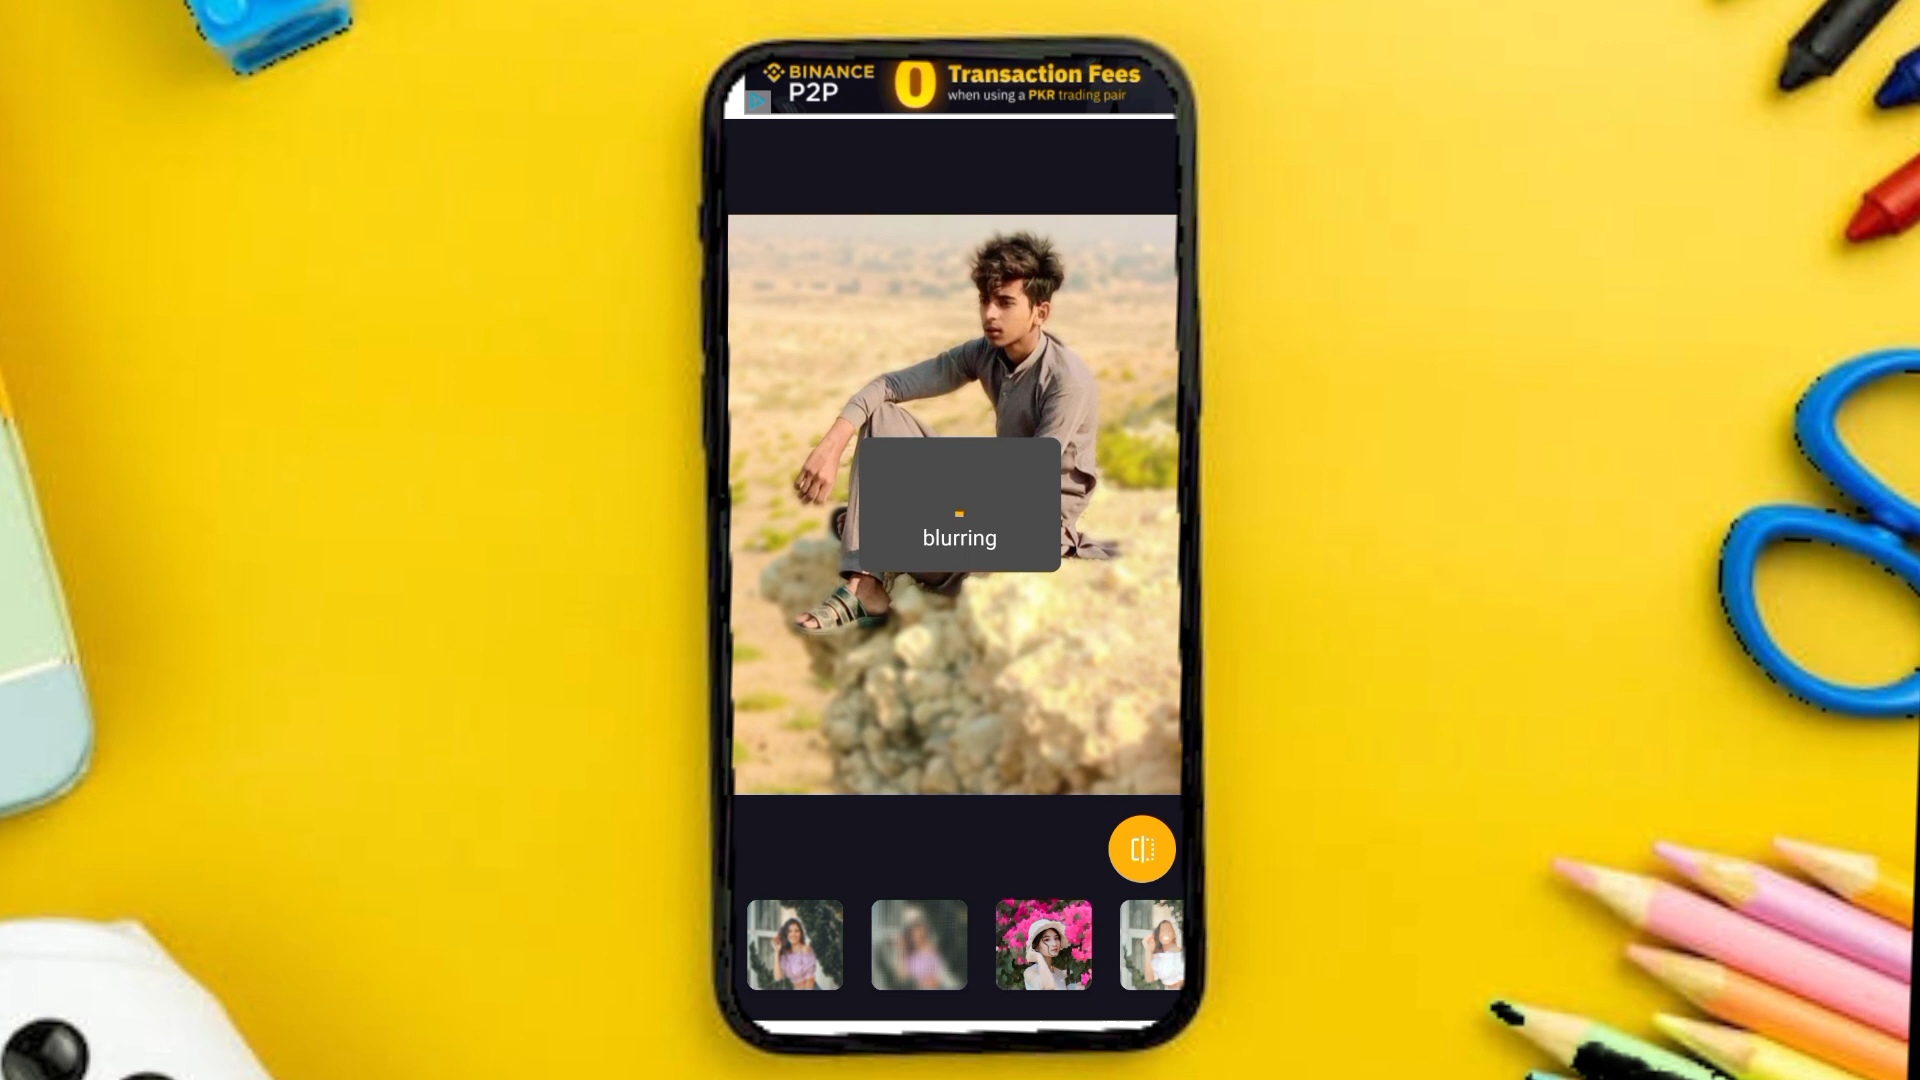 BINANCE
P2P
0
Transaction Fees
when using a PKR trading pair
blurring